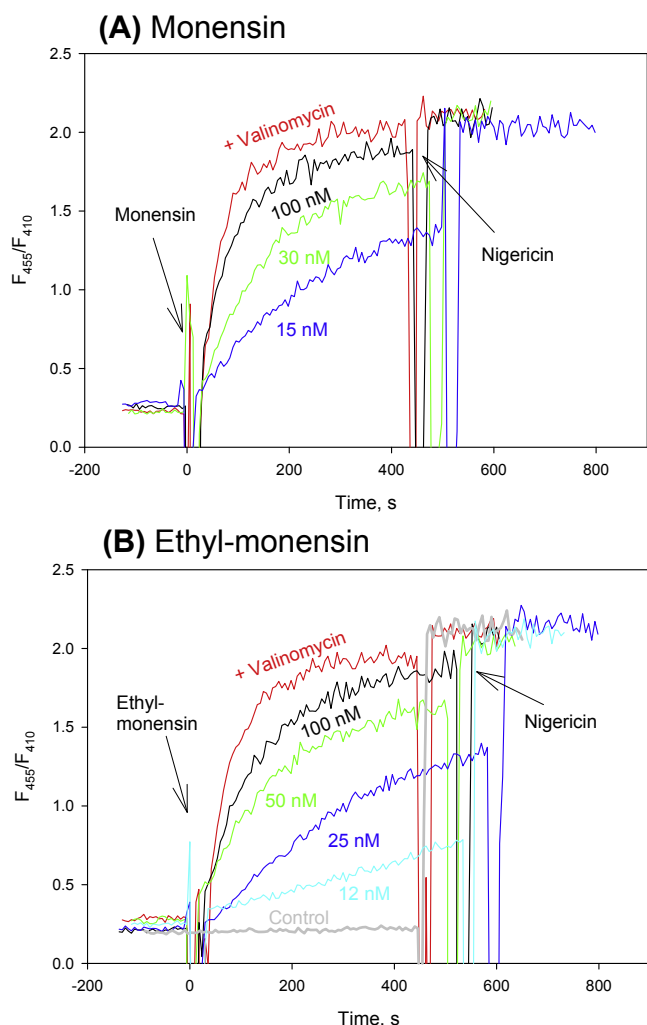 (A) Monensin
2.5
2.0
1.5
1.0
0.5
0.0
F455/F410
-200
0
200
400
600
800
Time, s
Monensin
+ Valinomycin
100 nM
30 nM
15 nM
Nigericin
(B) Ethyl-monensin
2.5
2.0
1.5
1.0
0.5
0.0
F455/F410
-200
0
200
400
600
800
Time, s
Ethyl-
monensin
+ Valinomycin
100 nM
50 nM
25 nM
12 nM
Control
Nigericin